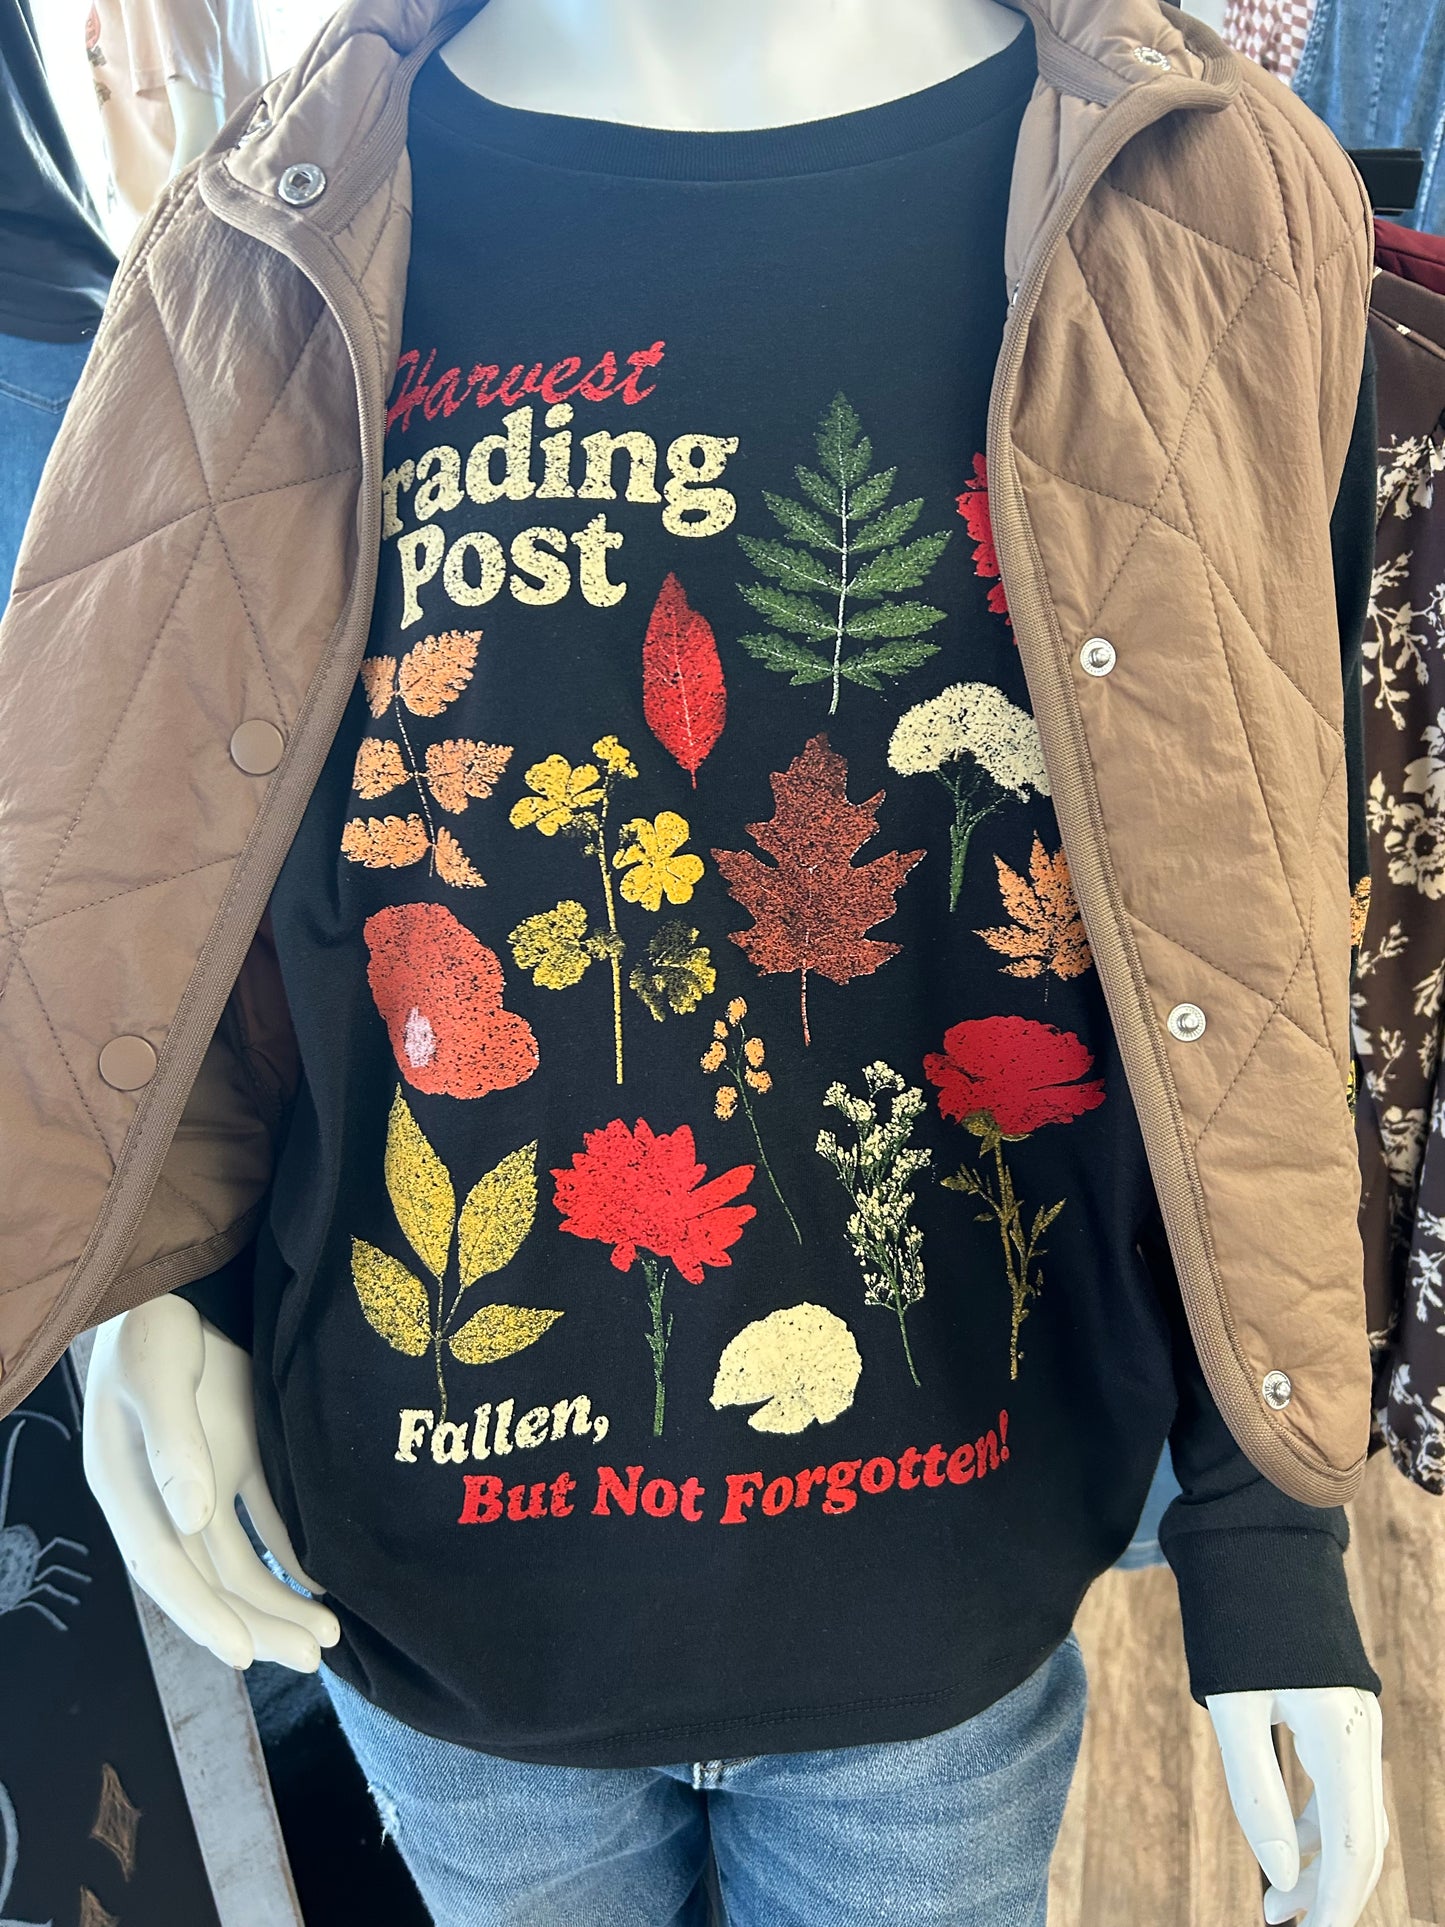 Harvest
rading
Post
Fallen,
But Not Forgotten!